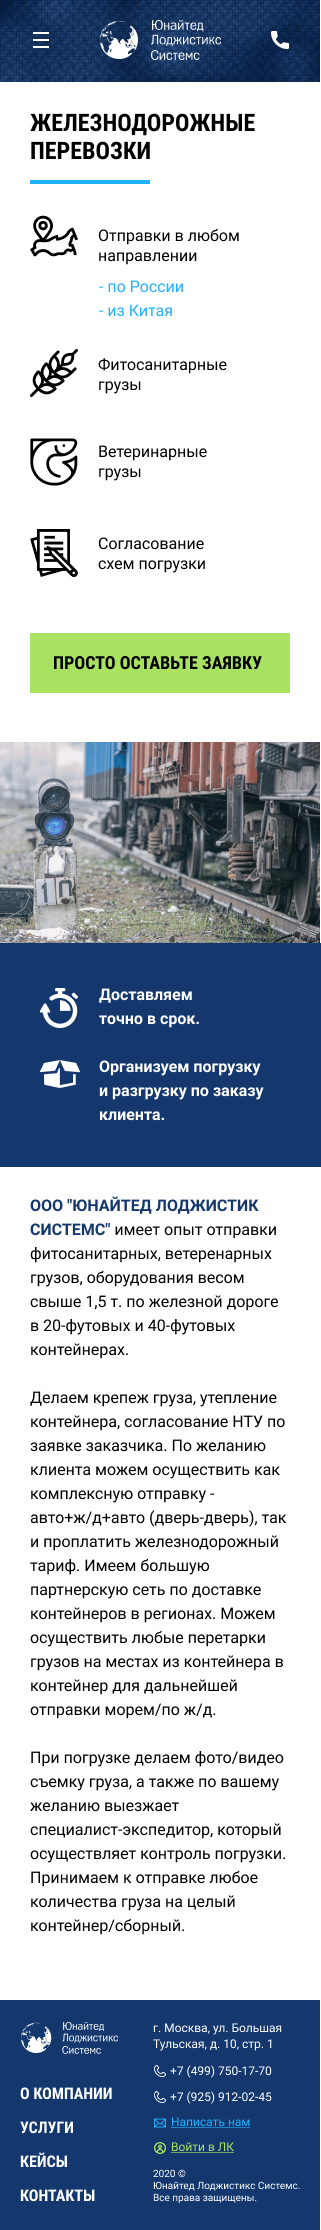 Юнайтед
Лоджистикс
Системс
ЖЕЛЕЗНОДОРОЖНЫЕ
ПЕРЕВОЗКИ
Отправки в любом
направлении
- по России
- из Китая
Фитосанитарные
грузы
Ветеринарные
грузы
Согласование
схем погрузки
ПРОСТО ОСТАВЬТЕ ЗАЯВКУ
10
Доставляем
точно в срок.
Организуем погрузку
и разгрузку по заказу
клиента.
ООО "ЮНАЙТЕД ЛОДЖИСТИК
СИСТЕМС" имеет опыт отправки
фитосанитарных, ветеренарных
грузов, оборудования весом
свыше 1,5 т. по железной дороге
в 20-футовых и 40-футовых
контейнерах.
Делаем крепеж груза, утепление
контейнера, согласование НТУ по
заявке заказчика. По желанию
клиента можем осуществить как
комплексную отправку -
авто+ж/д+авто (дверь-дверь), так
и проплатить железнодорожный
тариф. Имеем большую
партнерскую сеть по доставке
контейнеров в регионах. Можем
осуществить любые перетарки
грузов на местах из контейнера в
контейнер для дальнейшей
отправки морем/по ж/д.
При погрузке делаем фото/видео
съемку груза, а также по вашему
желанию выезжает
специалист-экспедитор, который
осуществляет контроль погрузки.
Принимаем к отправке любое
количества груза на целый
контейнер/сборный.
Юнайтед
Лоджистикс
Системс
О КОМПАНИИ
УСЛУГИ
КЕЙСЫ
КОНТАКТЫ
г. Москва, ул. Большая
Тульская, д. 10, стр. 1
+7 (499) 750-17-70
+7 (925) 912-02-45
Написать нам
Войти в ЛК
2020 ©
Юнайтед Лоджистикс Системс.
Все права защищены.